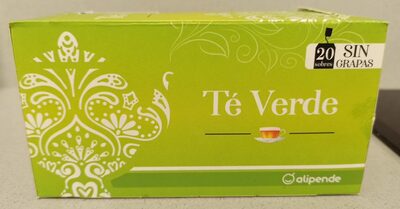 20
sobres
SIN
GRAPAS
Té Verde
alipende